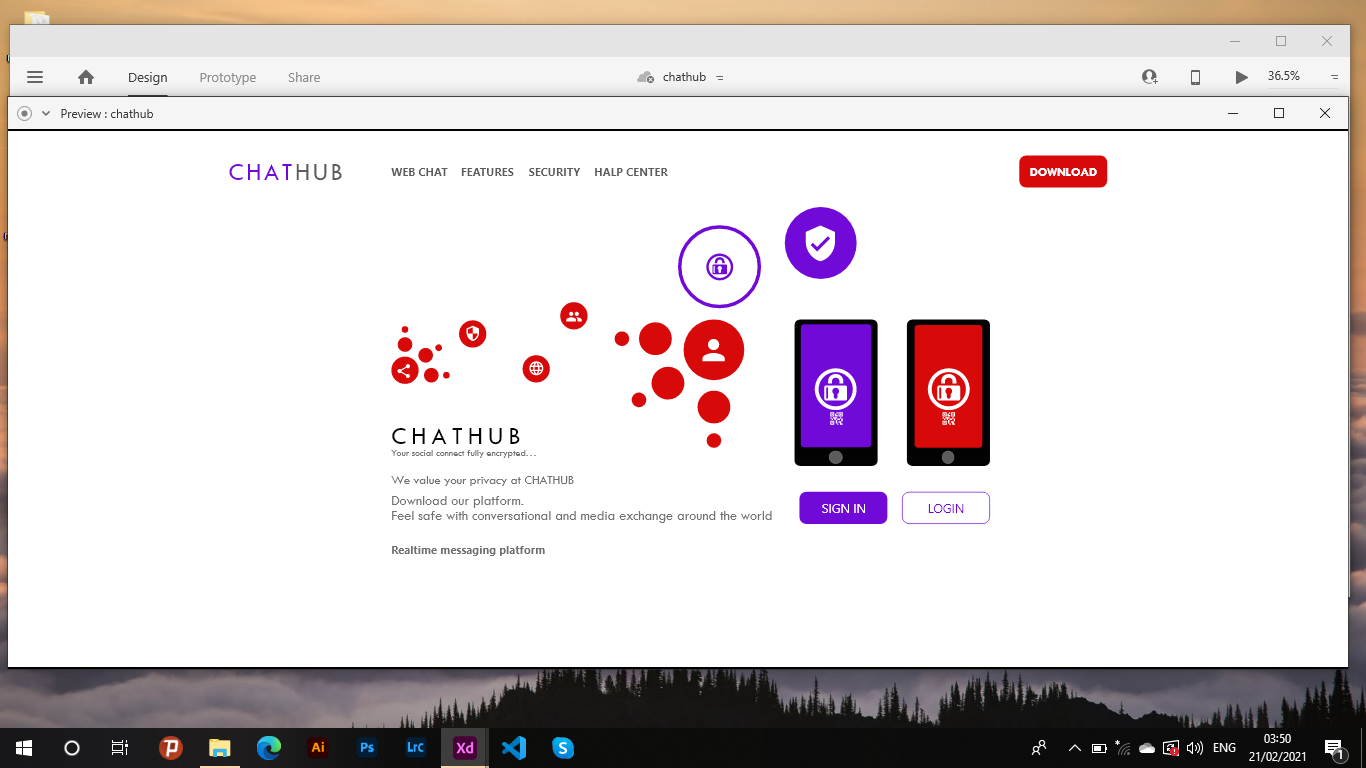 Design Prototype Share chathub 36.5%
Preview : chathub
CHATHUB WEB CHAT FEATURES SECURITY HALP CENTER DOWNLOAD
CHATHUB
Your social connect fully encrypted...
We value your privacy at CHATHUB
Download our platform.
Feel safe with conversational and media exchange around the world
SIGN IN LOGIN
Realtime messaging platform
Ai Ps LrC Xd ENG 03:50
21/02/2021 1